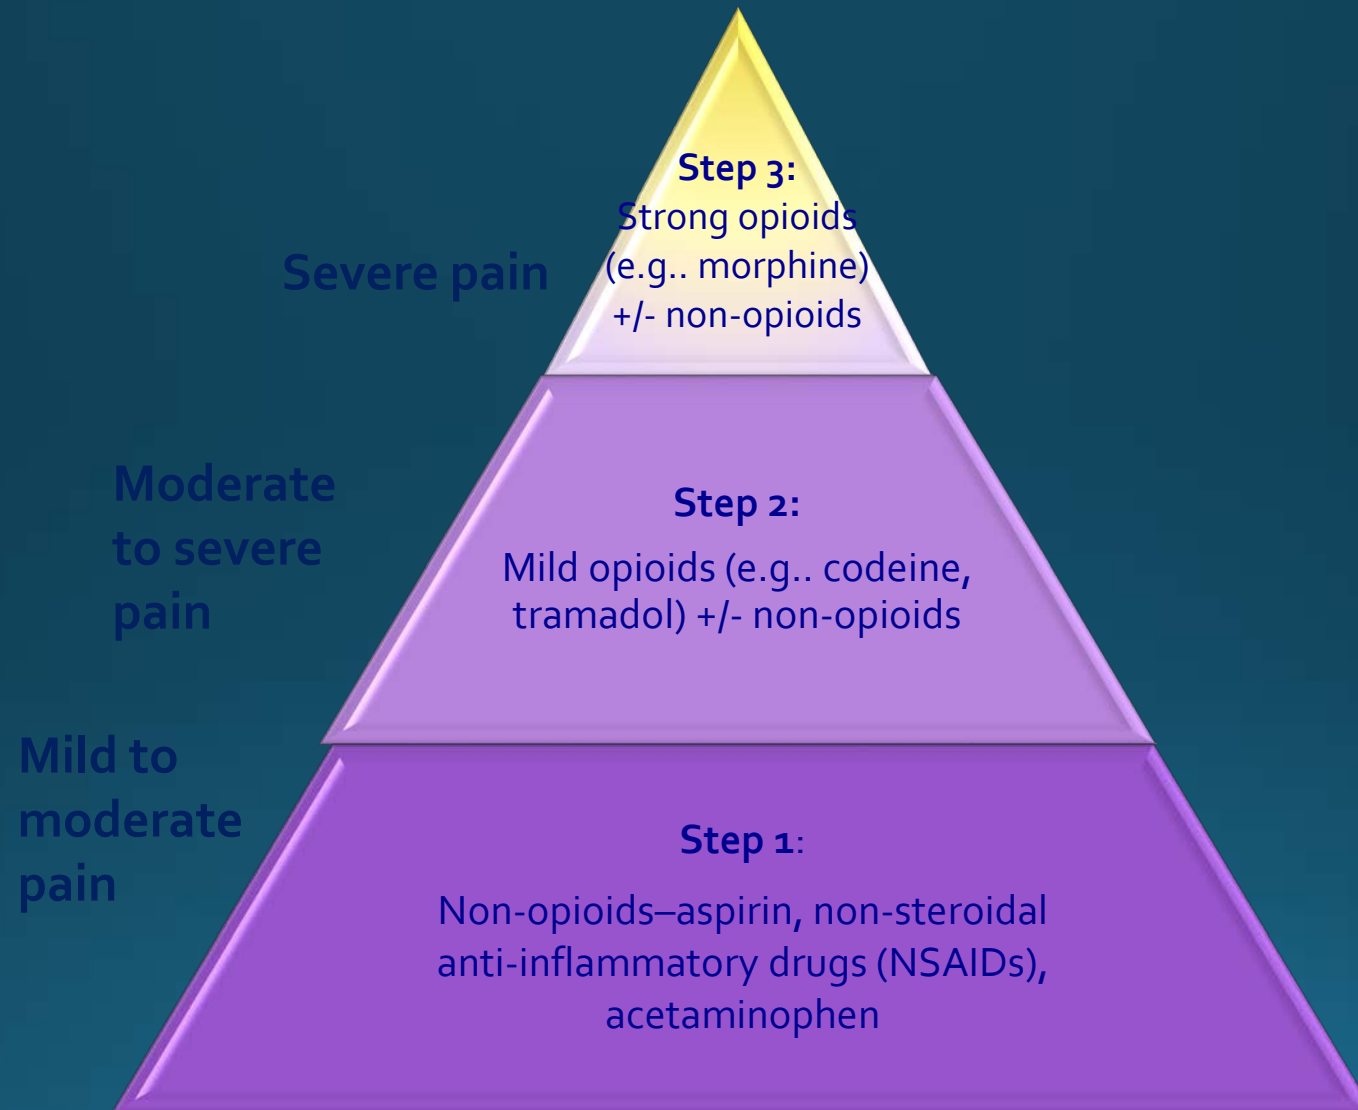 Step 3:
Strong opioids
(e.g.. morphine)
+/- non-opioids
Severe pain
Step 2:
Mild opioids (e.g.. codeine,
tramadol) +/- non-opioids
Moderate
to severe
pain
Step 1:
Non-opioids–aspirin, non-steroidal
anti-inflammatory drugs (NSAIDs),
acetaminophen
Mild to
moderate
pain